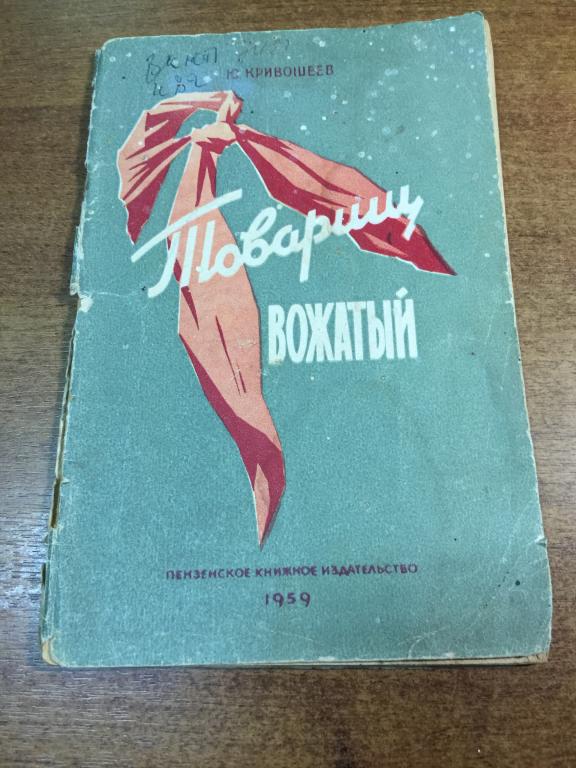 Ю. КРИВОШЕЕВ
Товарищ
ВОЖАТЫЙ
ПЕНЗЕНСКОЕ КНИЖНОЕ ИЗДАТЕЛЬСТВО
1959